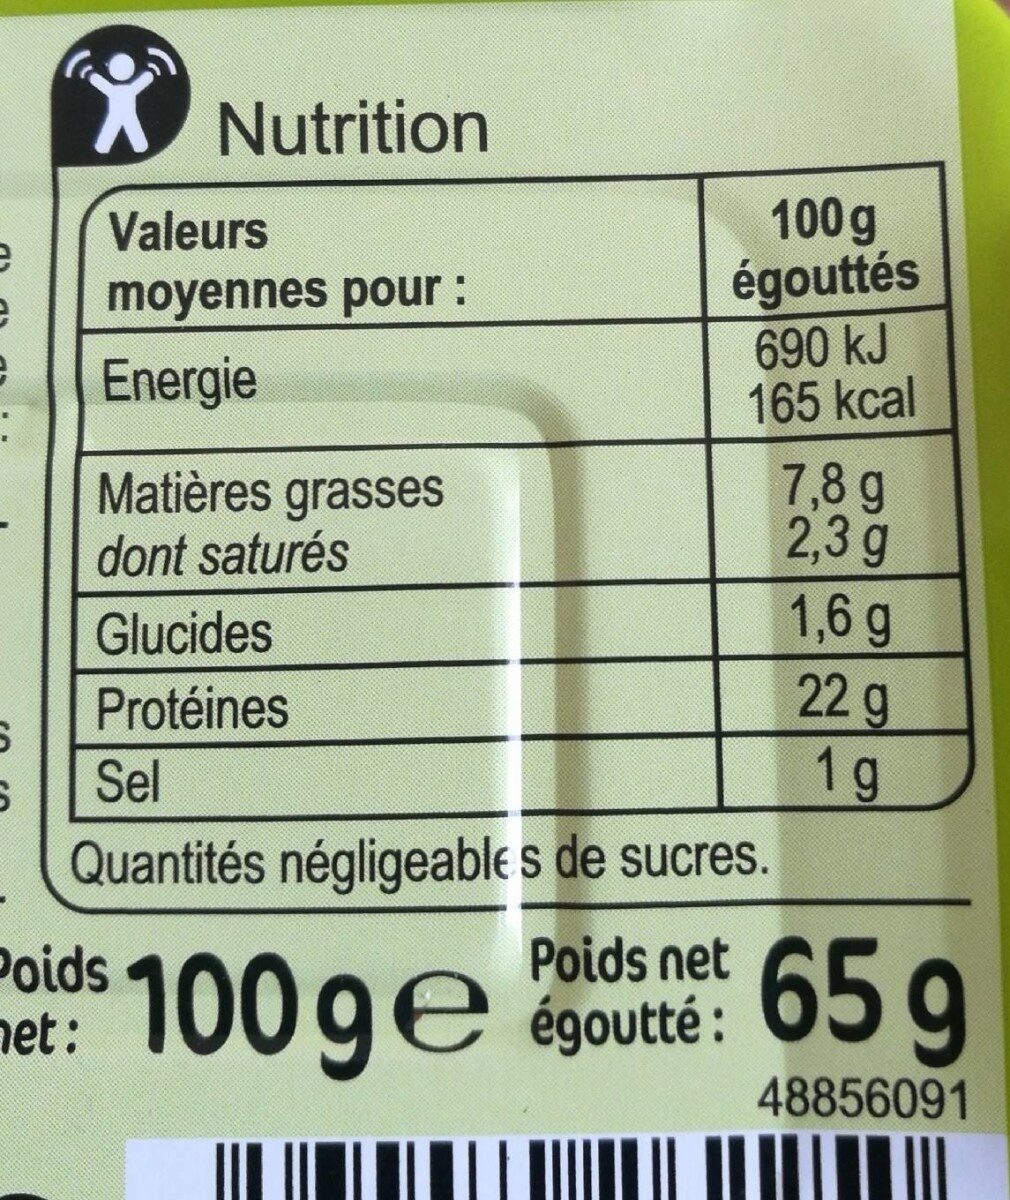 Nutrition
Valeurs
moyennes pour :
100 g
égouttés
Energie
690 kJ
165 kcal
Matières grasses
7,8 g
dont saturés
2,3 g
Glucides
1,6 g
Protéines
22 g
Sel
1 g
Quantités négligeables de sucres.
Poids
net :
100 g e
Poids net
égoutté :
65 g
48856091